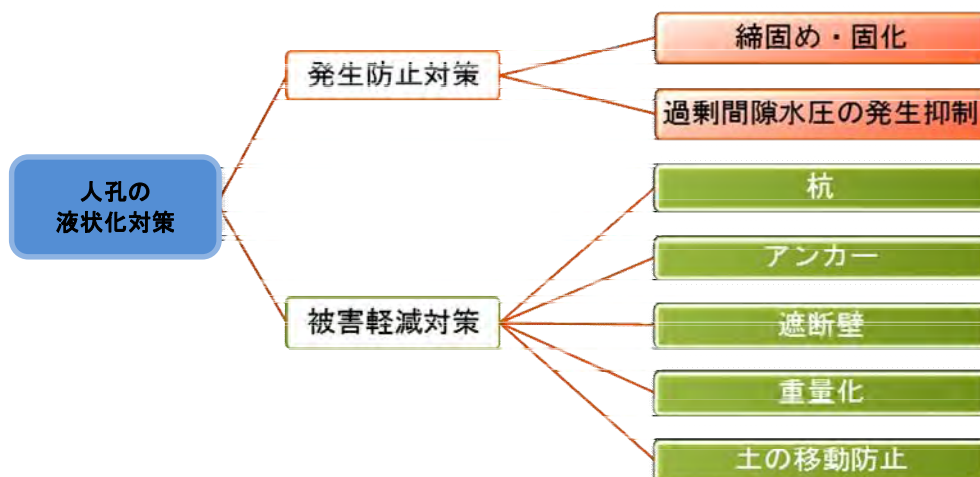 人孔の
液状化対策
発生防止対策
締固め・固化
過剰間隙水圧の発生抑制
被害軽減対策
杭
アンカー
遮断壁
重量化
土の移動防止